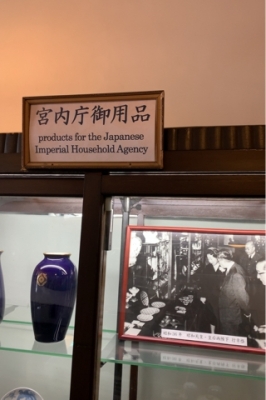 宮内庁御用品
products for the Japanese
Imperial Household Agency